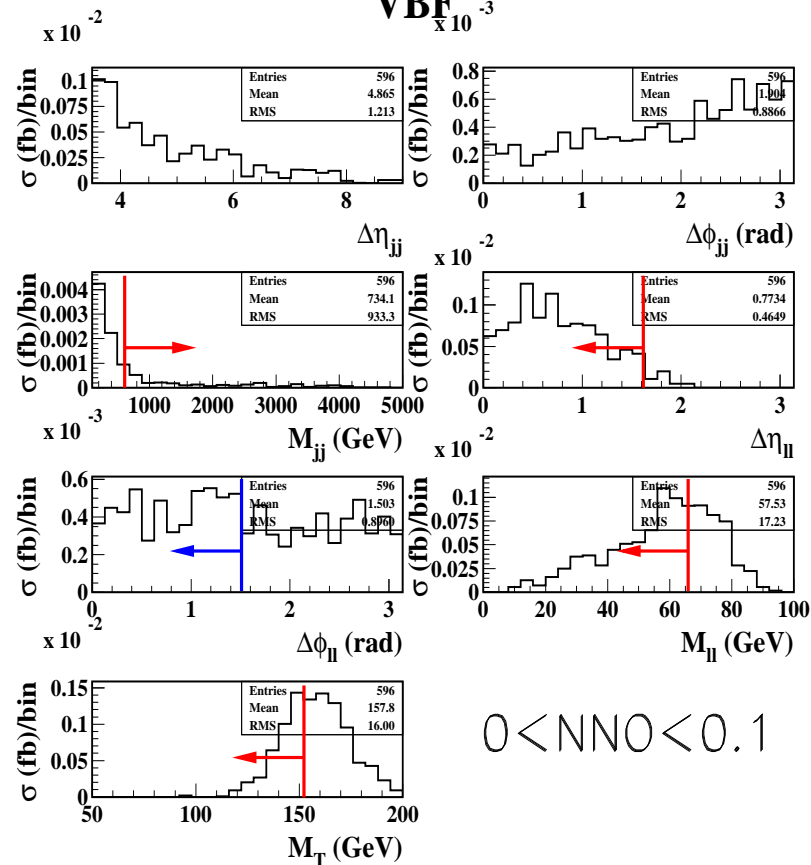 VBF
x 10 -2
x 10 -3
σ (fb)/bin
0.1
0.075
0.05
0.025
0
Entries 596
Mean 4.865
RMS 1.213
4 6 8
Δηjj
σ (fb)/bin
0.8
0.6
0.4
0.2
0
Entries 596
Mean 1.904
RMS 0.8866
0 1 2 3
Δϕjj (rad)
x 10 -2
σ (fb)/bin
0.004
0.003
0.002
0.001
0
Entries 596
Mean 734.1
RMS 933.3
1000 2000 3000 4000 5000
Mjj (GeV)
x 10 -3
σ (fb)/bin
0.1
0.05
0
Entries 596
Mean 0.7734
RMS 0.4649
0 1 2 3
Δηll
x 10 -2
σ (fb)/bin
0.6
0.4
0.2
0
Entries 596
Mean 1.503
RMS 0.8960
0 1 2 3
Δϕll (rad)
x 10 -2
σ (fb)/bin
0.1
0.075
0.05
0.025
0
Entries 596
Mean 57.53
RMS 17.23
0 20 40 60 80 100
Mll (GeV)
σ (fb)/bin
0.15
0.1
0.05
0
Entries 596
Mean 157.8
RMS 16.00
50 100 150 200
MT (GeV)
0<NNO<0.1